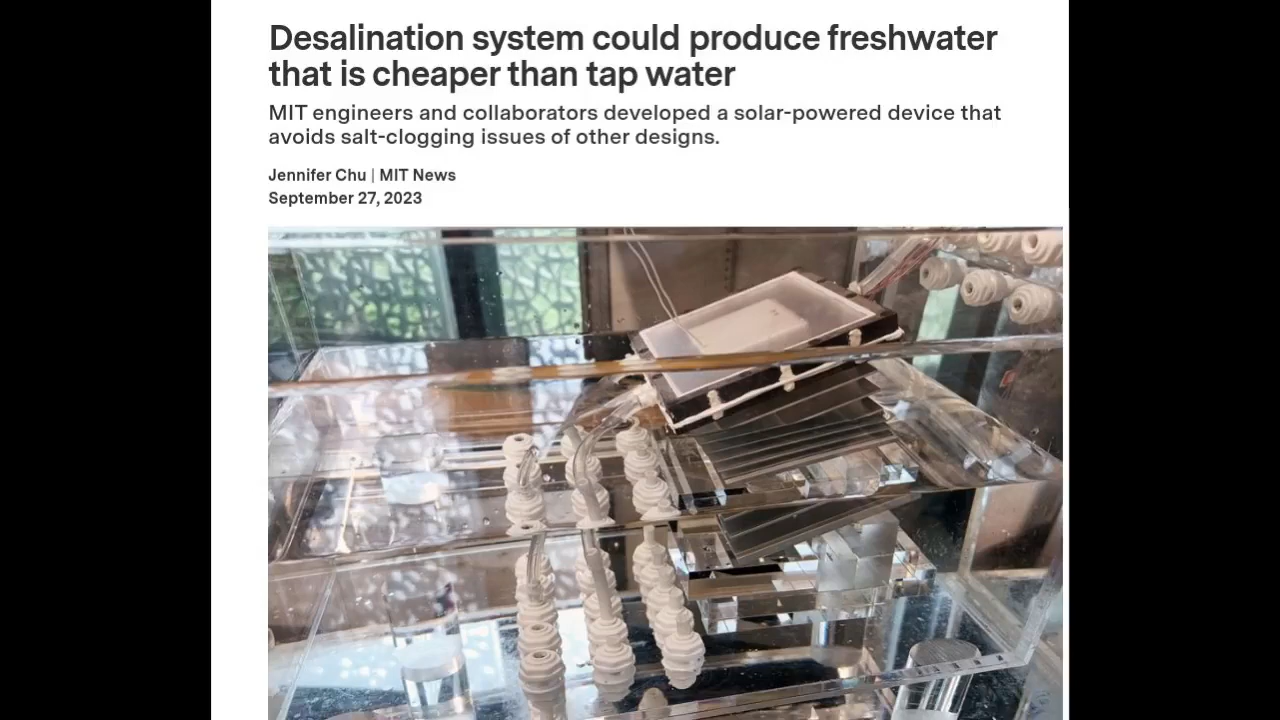 Desalination system could produce freshwater
that is cheaper than tap water
MIT engineers and collaborators developed a solar-powered device that
avoids salt-clogging issues of other designs.
Jennifer Chu | MIT News
September 27, 2023